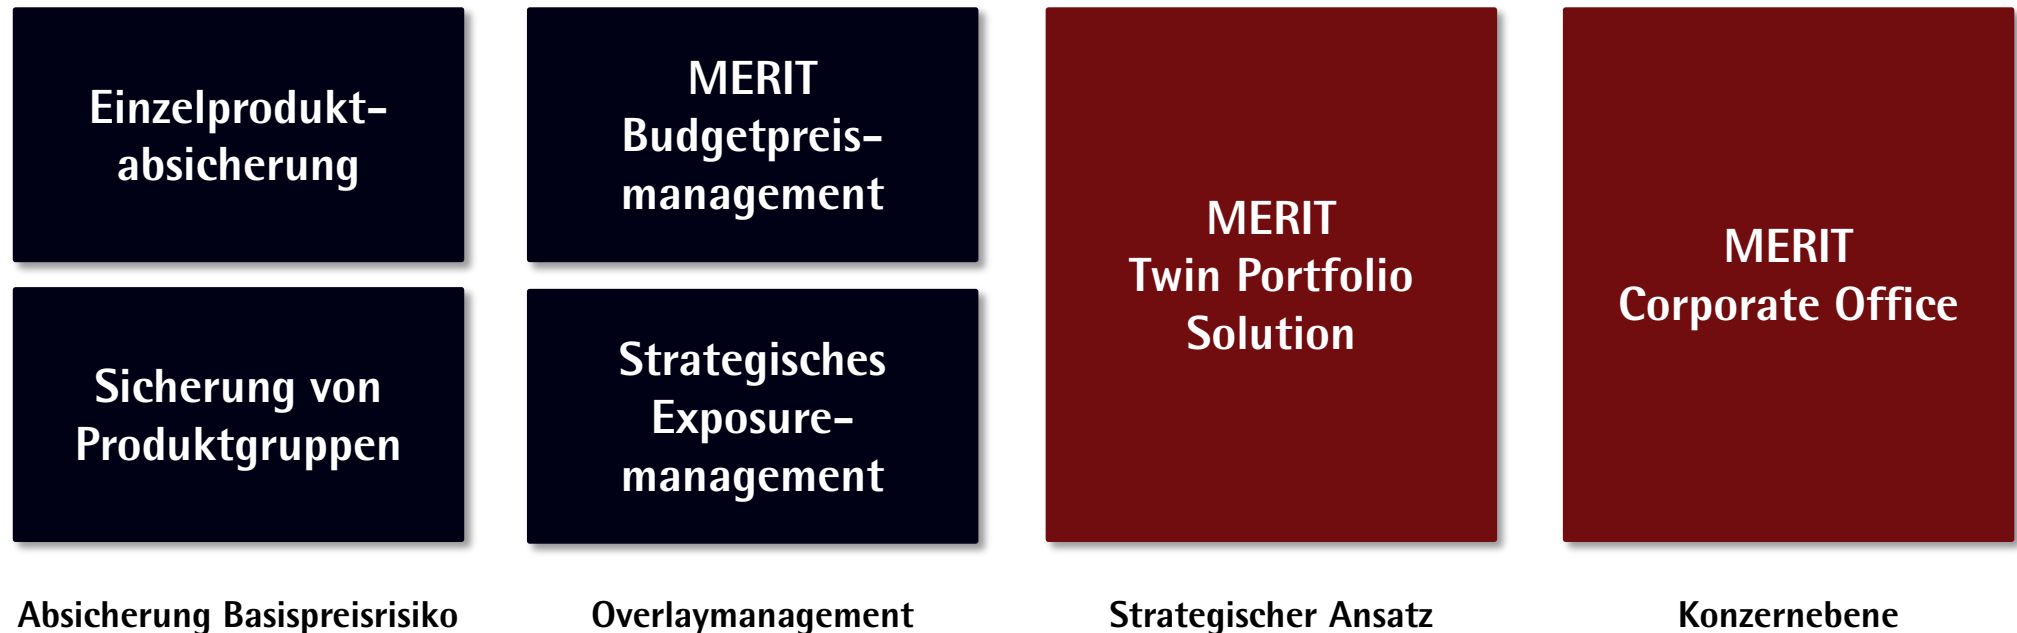 Einzelprodukt-
absicherung
Sicherung von
Produktgruppen
Absicherung Basispreisrisiko
MERIT
Budgetpreis-
management
Strategisches
Exposure-
management
Overlaymanagement
MERIT
Twin Portfolio
Solution
Strategischer Ansatz
MERIT
Corporate Office
Konzernebene